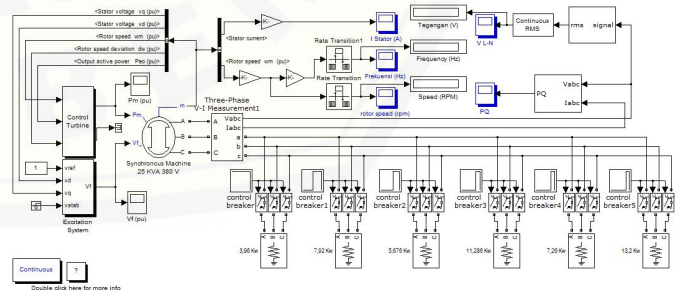 <Stator voltage vq (pu)>
<Stator voltage vd (pu)>
<Rotor speed wm (pu)>
<Rotor speed deviation dw (pu)>
<Output active power Peo (pu)>
<Stator current>
<Rotor speed wm (pu)>
-K-
-K-
-K-
I Stator (A)
Rate Transition1
Rate Transition
Frekuensi (Hz)
rotor speed (rpm)
Tegangan (V)
Frequency (Hz)
Speed (RPM)
V L-N
Continuous
RMS
rms
signal
PQ
PQ
Vabc
Iabc
Control
Turbine
Pm (pu)
Pm
m
Vf_
A
B
C
Synchronous Machine
25 KVA 380 V
Three-Phase
V-I Measurement1
A
B
C
Vabc
Iabc
a
b
c
1
vref
vd
vq
vstab
Vf
Excitation
System
Vf (pu)
control
breaker
control
breaker1
control
breaker2
control
breaker3
control
breaker4
control
breaker5
A B C
A B C
A B C
A B C
A B C
A B C
3,96 Kw
7,92 Kw
5,676 Kw
11,286 Kw
7,26 Kw
13,2 Kw
Continuous
?
Double click here for more info